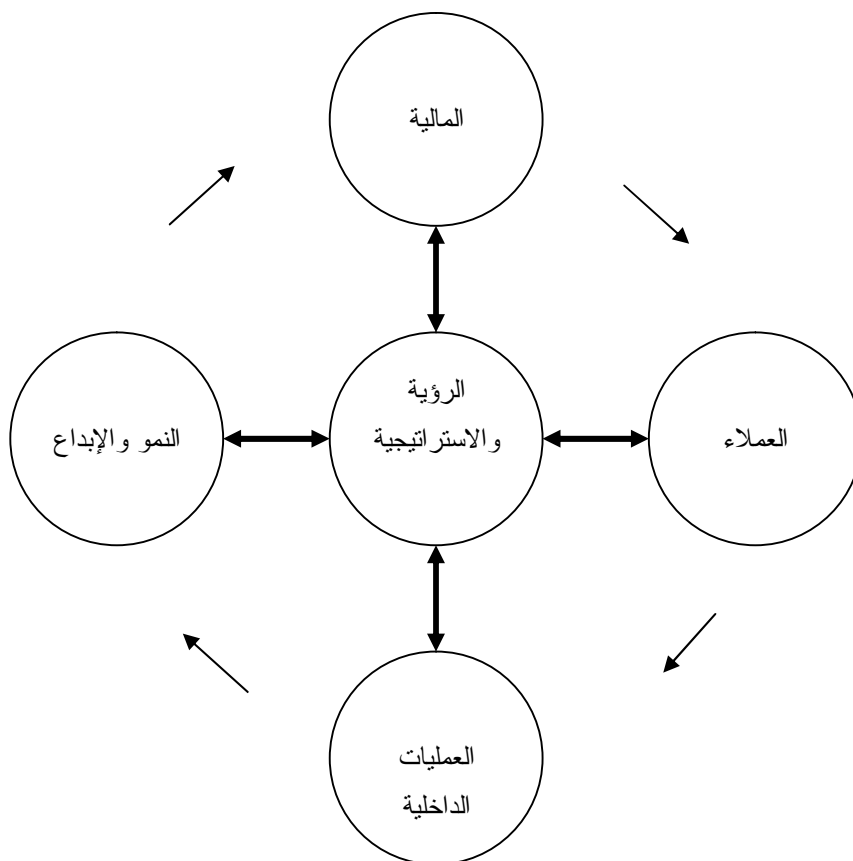 المالية
الرؤية
والاستراتيجية
العملاء
النمو والإبداع
العمليات
الداخلية